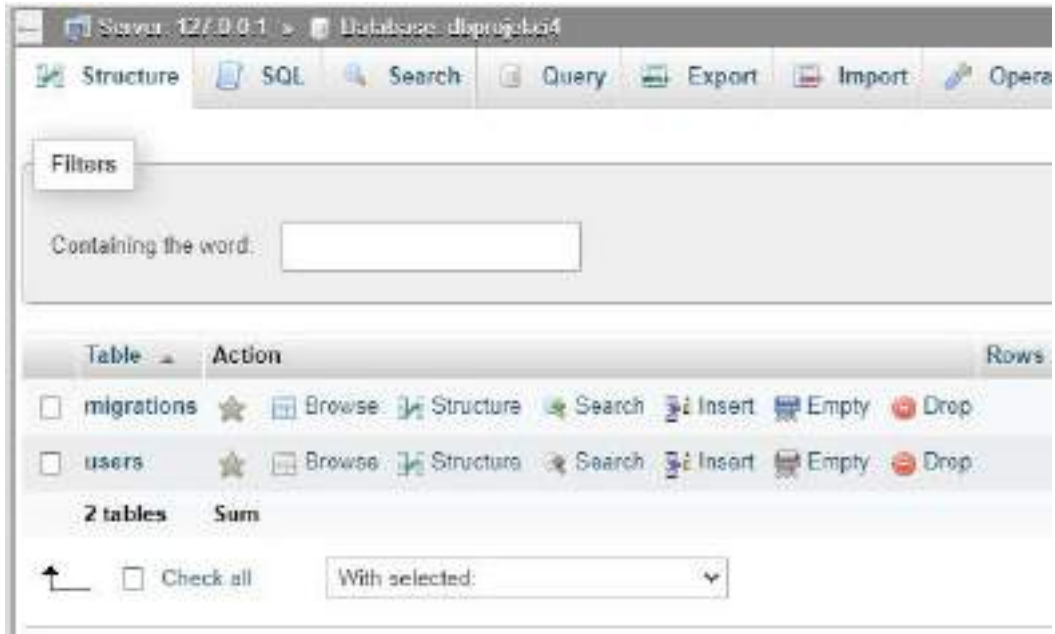 Server: 127.0.0.1 » Database: dbprojekci4
Structure SQL Search Query Export Import Opera
Filters
Containing the word:
Table Action Rows
migrations Browse Structure Search Insert Empty Drop
users Browse Structure Search Insert Empty Drop
2 tables Sum
Check all With selected: